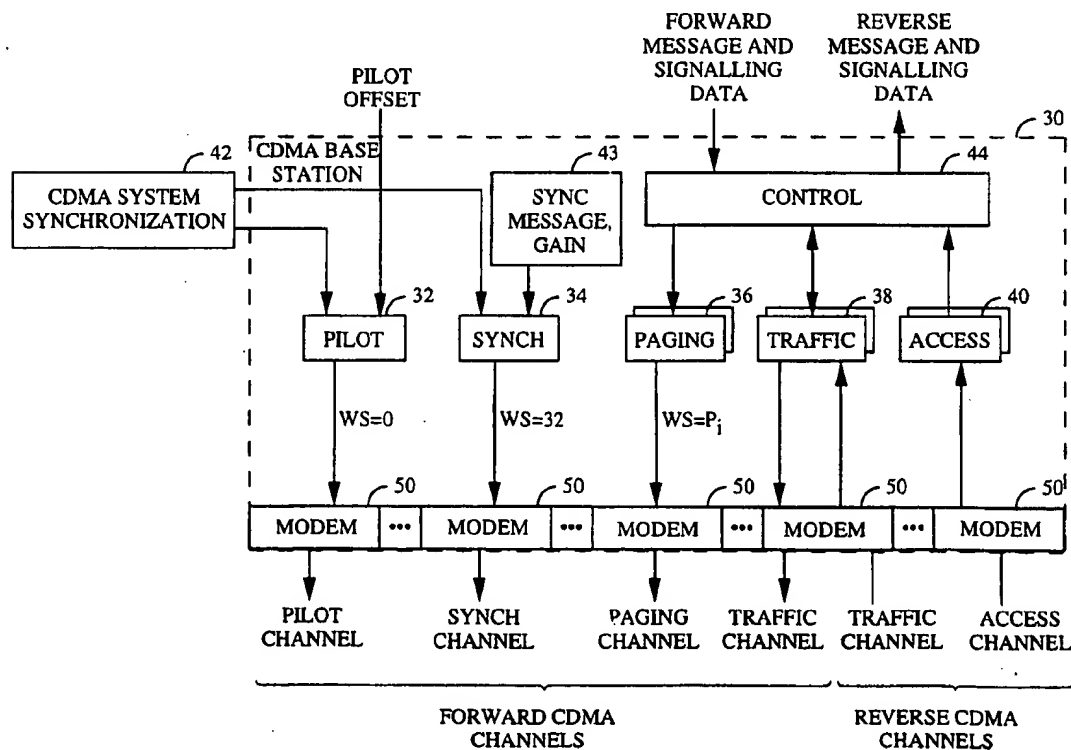 FORWARD
MESSAGE AND
SIGNALLING
DATA
REVERSE
MESSAGE AND
SIGNALLING
DATA
PILOT
OFFSET
30
42
CDMA BASE
STATION
43
44
CDMA SYSTEM
SYNCHRONIZATION
SYNC
MESSAGE,
GAIN
CONTROL
32
34
36
38
40
PILOT
SYNCH
PAGING
TRAFFIC
ACCESS
WS=0
WS=32
WS=Pi
50
50
50
50
50
MODEM
•••
MODEM
•••
MODEM
•••
MODEM
•••
MODEM
PILOT
CHANNEL
SYNCH
CHANNEL
PAGING
CHANNEL
TRAFFIC
CHANNEL
TRAFFIC
CHANNEL
ACCESS
CHANNEL
FORWARD CDMA
CHANNELS
REVERSE CDMA
CHANNELS